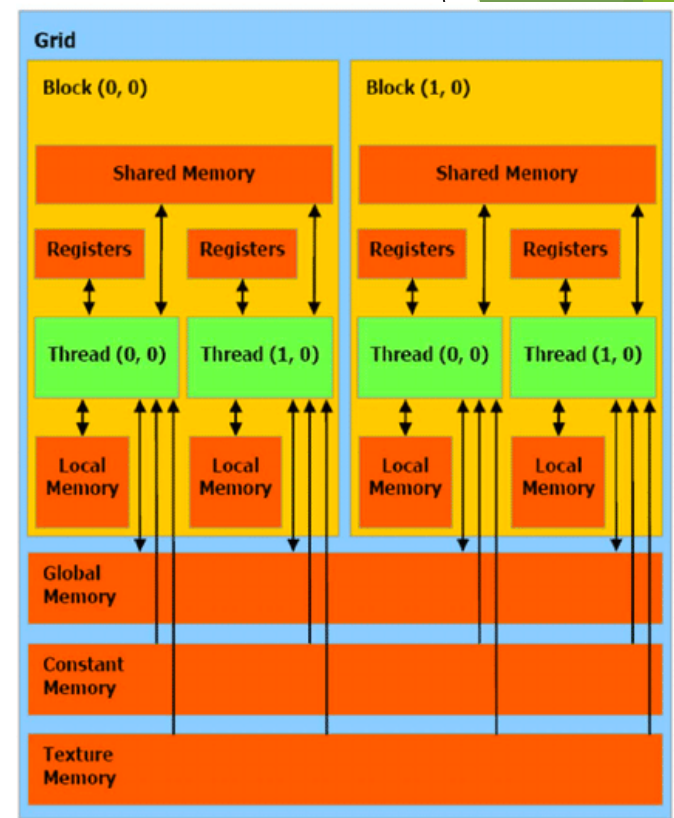 Grid
Block (0, 0)
Block (1, 0)
Shared Memory
Shared Memory
Registers
Registers
Registers
Registers
Thread (0, 0)
Thread (1, 0)
Thread (0, 0)
Thread (1, 0)
Local
Memory
Local
Memory
Local
Memory
Local
Memory
Global
Memory
Constant
Memory
Texture
Memory